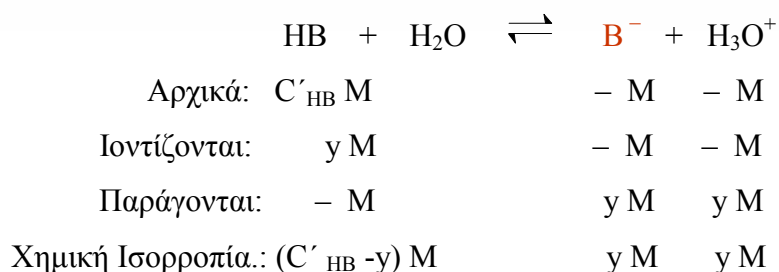 HB + H₂O ⇌ B⁻ + H₃O⁺
Αρχικά: C΄HB M – M – M
Ιοντίζονται: y M – M – M
Παράγονται: – M y M y M
Χημική Ισορροπία.: (C΄ HB -y) M y M y M